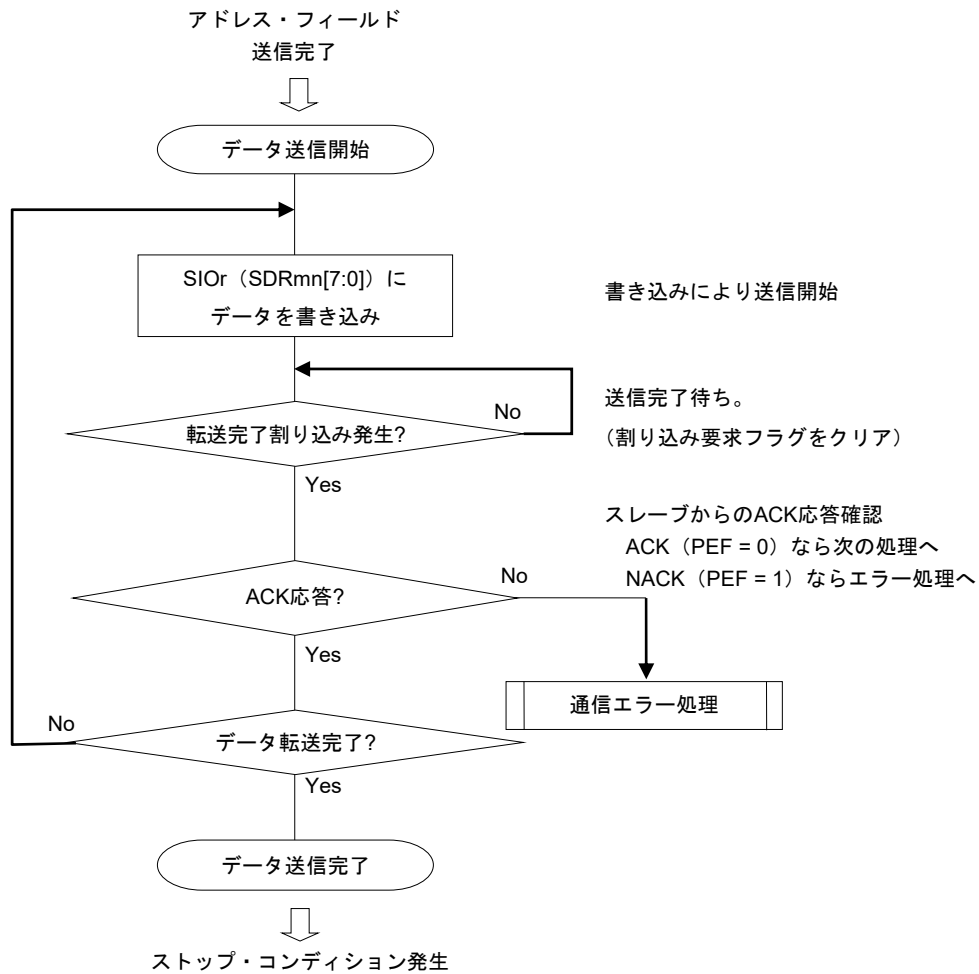 アドレス・フィールド
送信完了
データ送信開始
SIOr（SDRmn[7:0]）に
データを書き込み
書き込みにより送信開始
転送完了割り込み発生?
No
送信完了待ち。
（割り込み要求フラグをクリア）
Yes
スレーブからのACK応答確認
ACK（PEF = 0）なら次の処理へ
NACK（PEF = 1）ならエラー処理へ
ACK応答?
No
Yes
通信エラー処理
No
データ転送完了?
Yes
データ送信完了
ストップ・コンディション発生